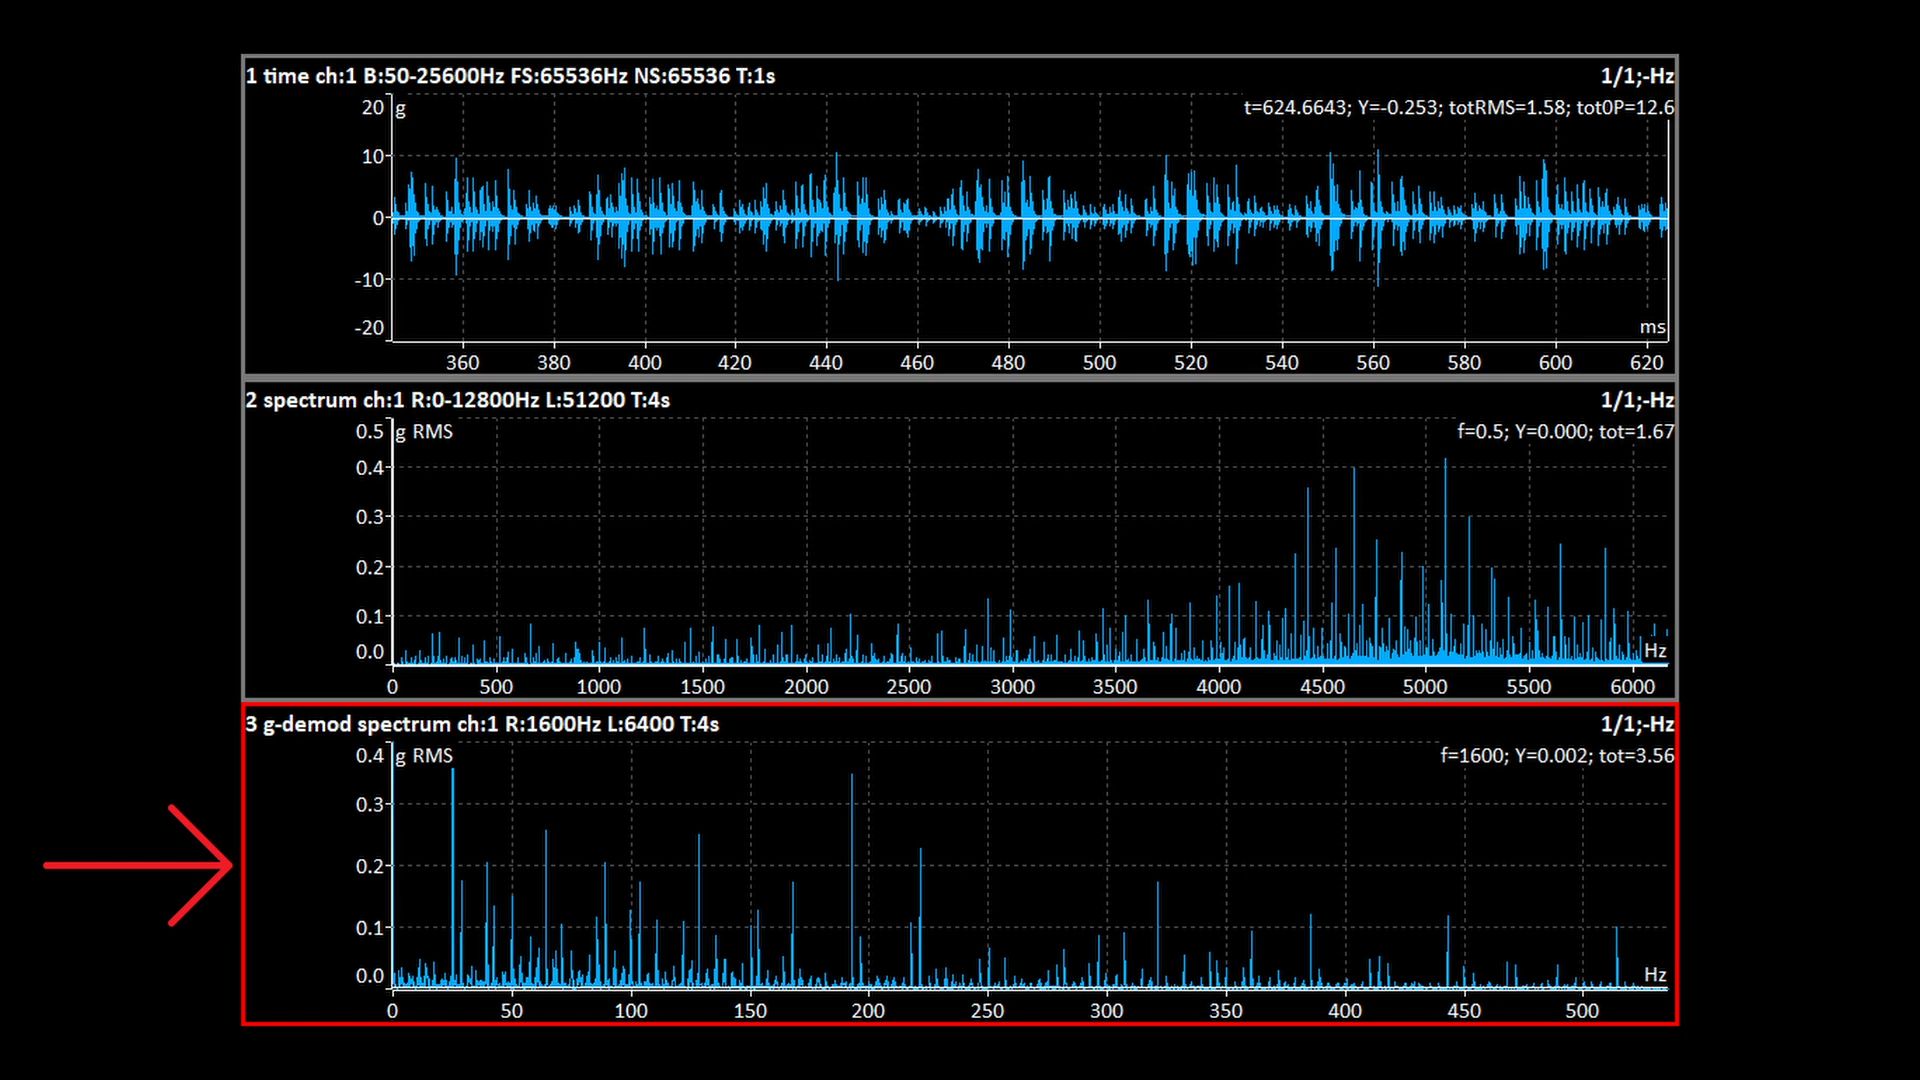 1 time ch:1 B:50-25600Hz FS:65536Hz NS:65536 T:1s 1/1;-Hz
20 g t=624.6643; Y=-0.253; totRMS=1.58; tot0P=12.6
10
0
-10
-20 ms
360 380 400 420 440 460 480 500 520 540 560 580 600 620
2 spectrum ch:1 R:0-12800Hz L:51200 T:4s 1/1;-Hz
0.5 g RMS f=0.5; Y=0.000; tot=1.67
0.4
0.3
0.2
0.1
0.0 Hz
0 500 1000 1500 2000 2500 3000 3500 4000 4500 5000 5500 6000
3 g-demod spectrum ch:1 R:1600Hz L:6400 T:4s 1/1;-Hz
0.4 g RMS f=1600; Y=0.002; tot=3.56
0.3
0.2
0.1
0.0 Hz
0 50 100 150 200 250 300 350 400 450 500